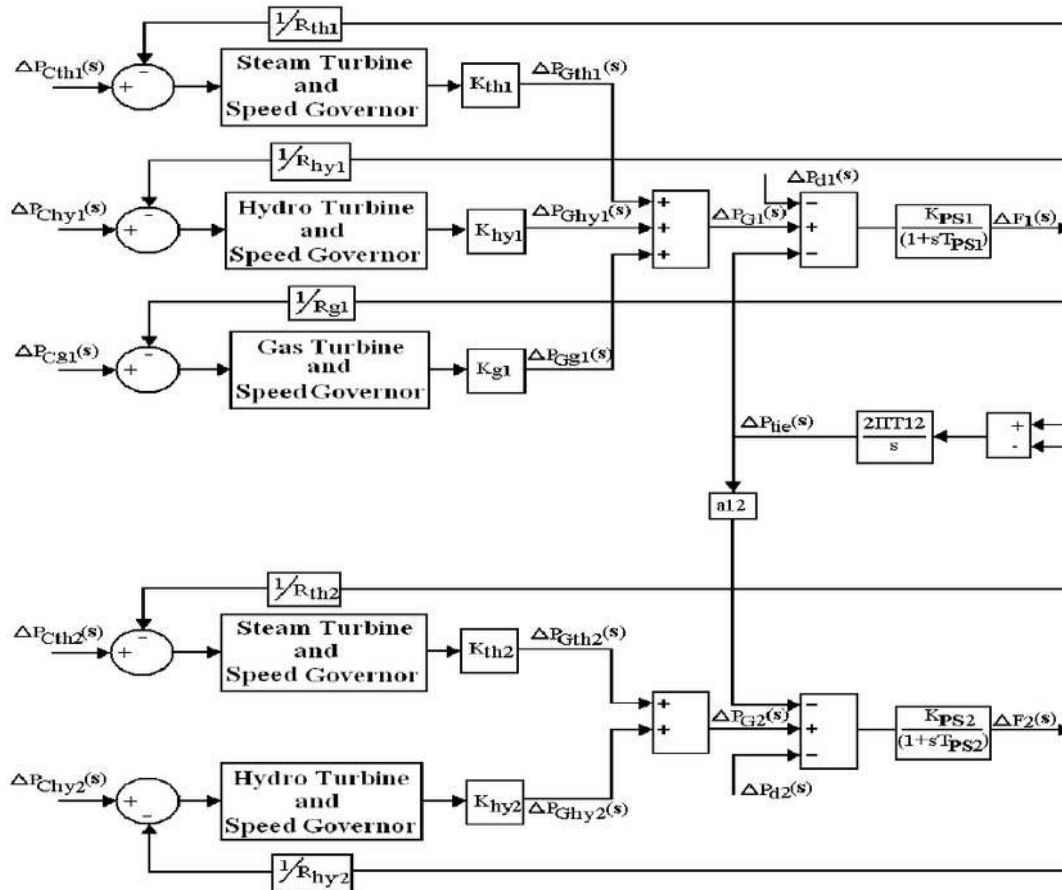 1/Rth1
ΔPCth1(s)
+
-
Steam Turbine
and
Speed Governor
Kth1
ΔPGth1(s)
1/Rhy1
ΔPChy1(s)
+
-
Hydro Turbine
and
Speed Governor
Khy1
ΔPGhy1(s)
+
+
+
ΔPG1(s)
ΔPd1(s)
-
+
-
KPS1
(1+sTPS1)
ΔF1(s)
1/Rg1
ΔPCg1(s)
+
-
Gas Turbine
and
Speed Governor
Kg1
ΔPGg1(s)
ΔPtie(s)
2ΠT12
s
+
-
a12
1/Rth2
ΔPCth2(s)
+
-
Steam Turbine
and
Speed Governor
Kth2
ΔPGth2(s)
+
+
ΔPG2(s)
-
+
-
KPS2
(1+sTPS2)
ΔF2(s)
ΔPd2(s)
ΔPChy2(s)
+
-
Hydro Turbine
and
Speed Governor
Khy2
ΔPGhy2(s)
1/Rhy2